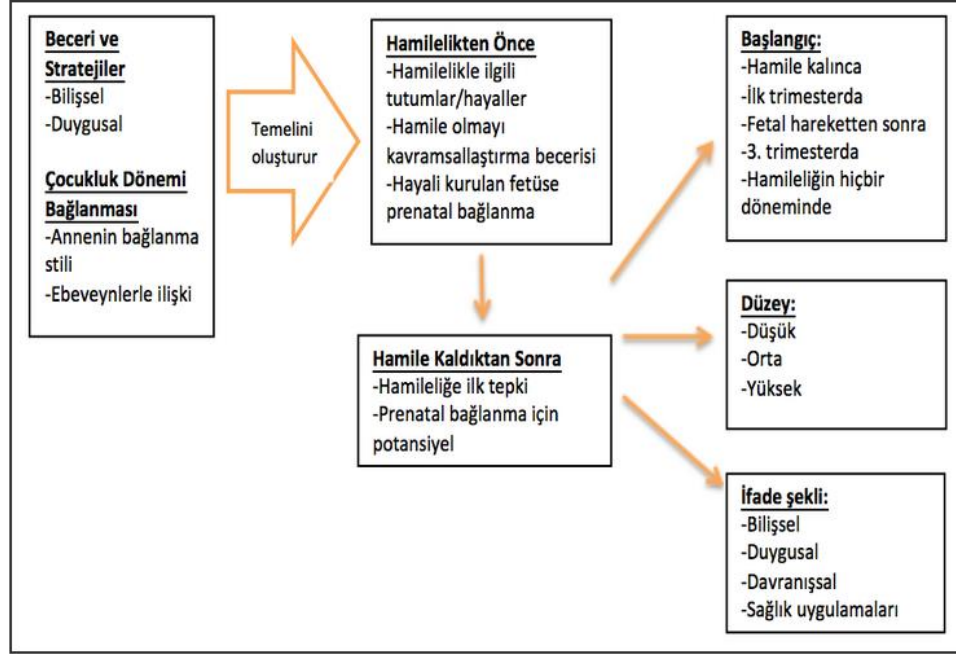 Beceri ve
Stratejiler
-Bilişsel
-Duygusal
Çocukluk Dönemi
Bağlanması
-Annenin bağlanma
stili
-Ebeveynlerle ilişki
Temelini
oluşturur
Hamilelikten Önce
-Hamilelikle ilgili
tutumlar/hayaller
-Hamile olmayı
kavramsallaştırma becerisi
-Hayali kurulan fetüse
prenatal bağlanma
Hamile Kaldıktan Sonra
-Hamileliğe ilk tepki
-Prenatal bağlanma için
potansiyel
Başlangıç:
-Hamile kalınca
-İlk trimesterda
-Fetal hareketten sonra
-3. trimesterda
-Hamileliğin hiçbir
döneminde
Düzey:
-Düşük
-Orta
-Yüksek
İfade şekli:
-Bilişsel
-Duygusal
-Davranışsal
-Sağlık uygulamaları